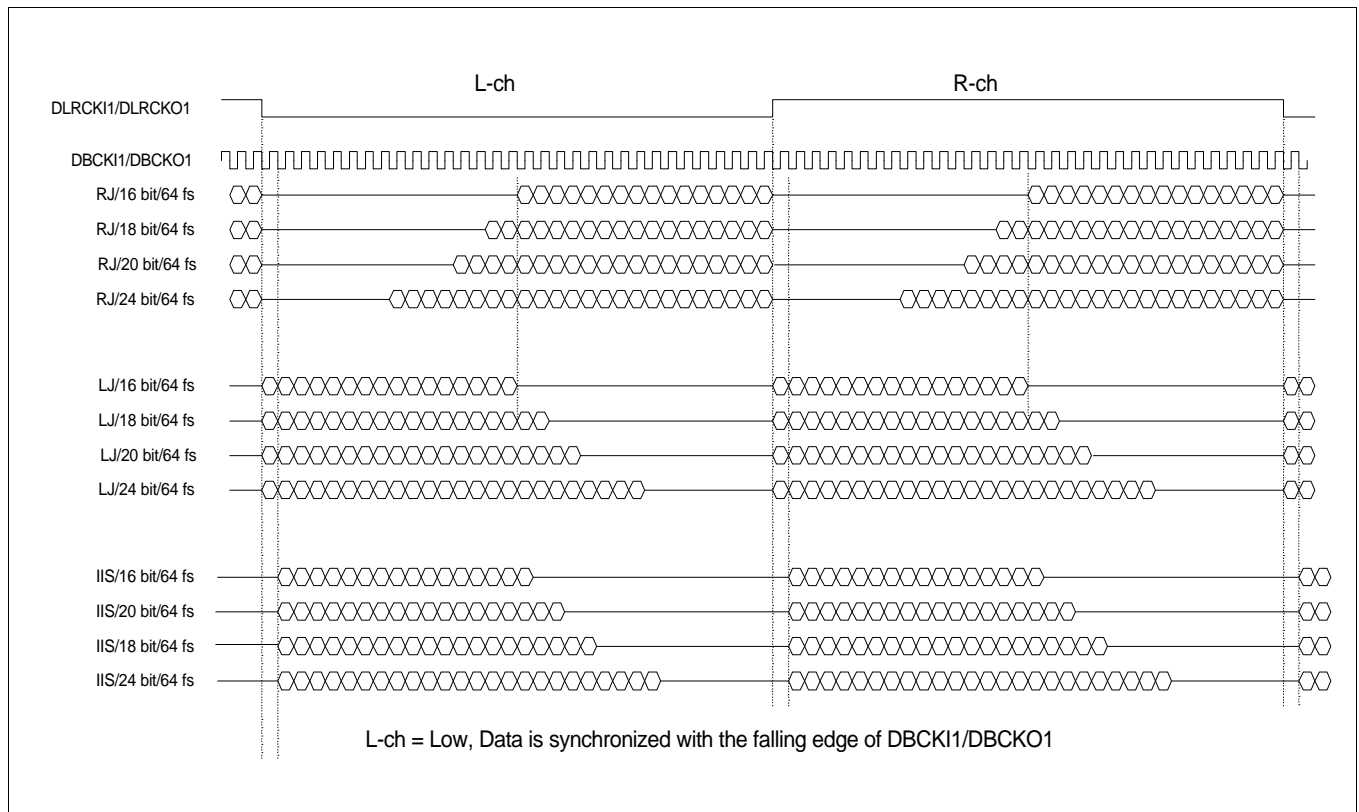 L-ch
R-ch
DLRCKI1/DLRCKO1
DBCKI1/DBCKO1
RJ/16 bit/64 fs
RJ/18 bit/64 fs
RJ/20 bit/64 fs
RJ/24 bit/64 fs
LJ/16 bit/64 fs
LJ/18 bit/64 fs
LJ/20 bit/64 fs
LJ/24 bit/64 fs
IIS/16 bit/64 fs
IIS/20 bit/64 fs
IIS/18 bit/64 fs
IIS/24 bit/64 fs
L-ch = Low, Data is synchronized with the falling edge of DBCKI1/DBCKO1